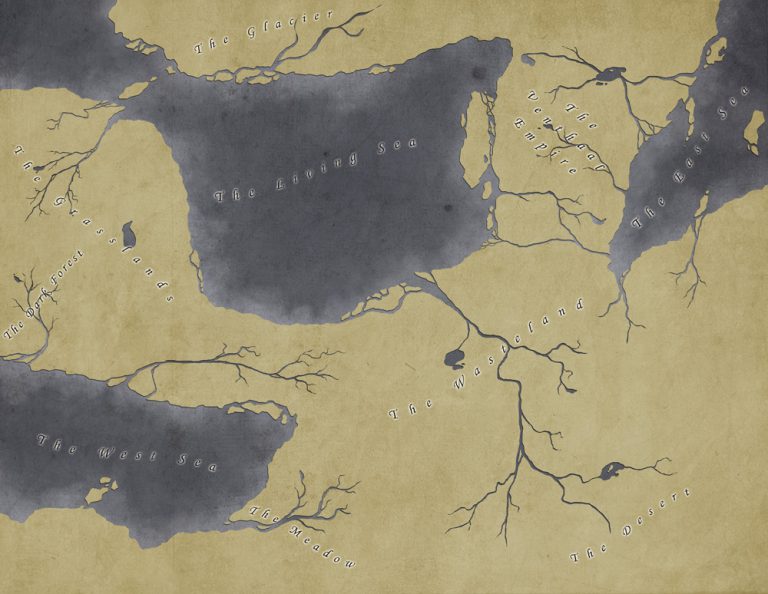 The Glacier
The Living Sea
The Venthaq Empire
The East Sea
The Grasslands
The Dark Forest
The Wasteland
The West Sea
The Meadow
The Desert